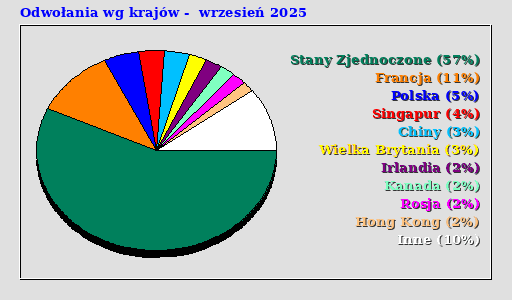 Odwołania wg krajów -  wrzesień 2025
Stany Zjednoczone (57%)
Francja (11%)
Polska (5%)
Singapur (4%)
Chiny (3%)
Wielka Brytania (3%)
Irlandia (2%)
Kanada (2%)
Rosja (2%)
Hong Kong (2%)
Inne (10%)